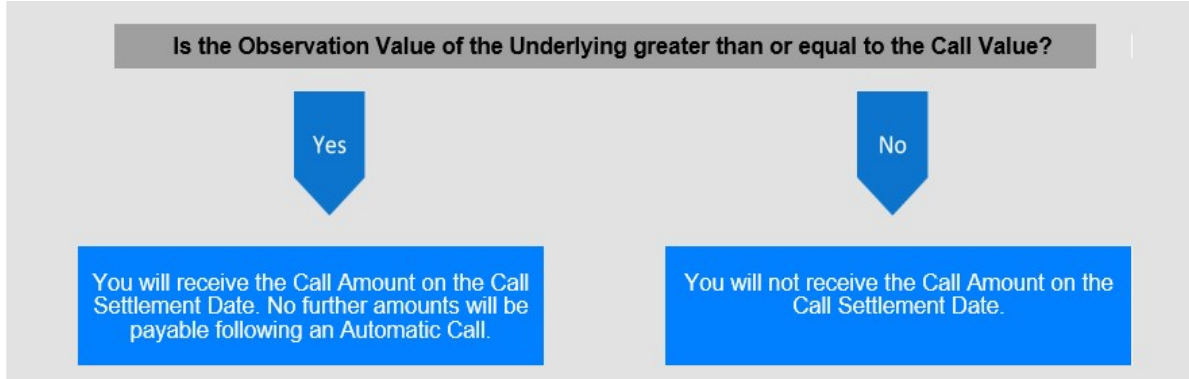 Is the Observation Value of the Underlying greater than or equal to the Call Value?
Yes
No
You will receive the Call Amount on the Call
Settlement Date. No further amounts will be
payable following an Automatic Call.
You will not receive the Call Amount on the
Call Settlement Date.